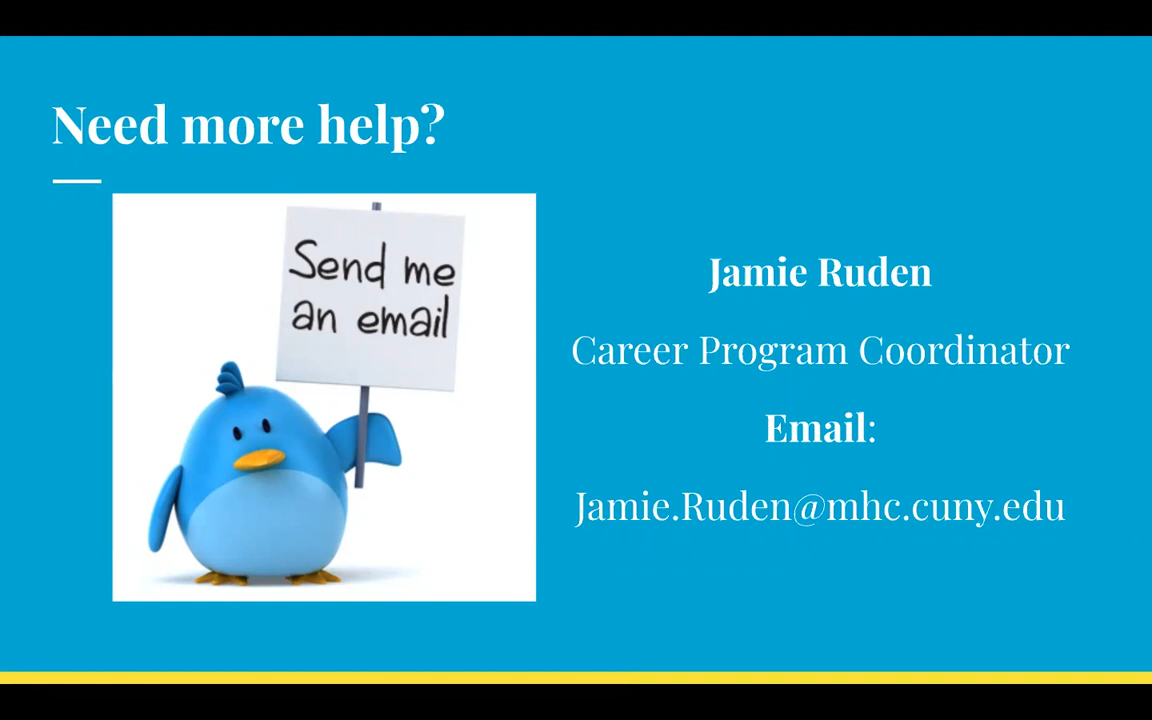 Need more help?
Send me
an email
Jamie Ruden
Career Program Coordinator
Email:
Jamie.Ruden@mhc.cuny.edu